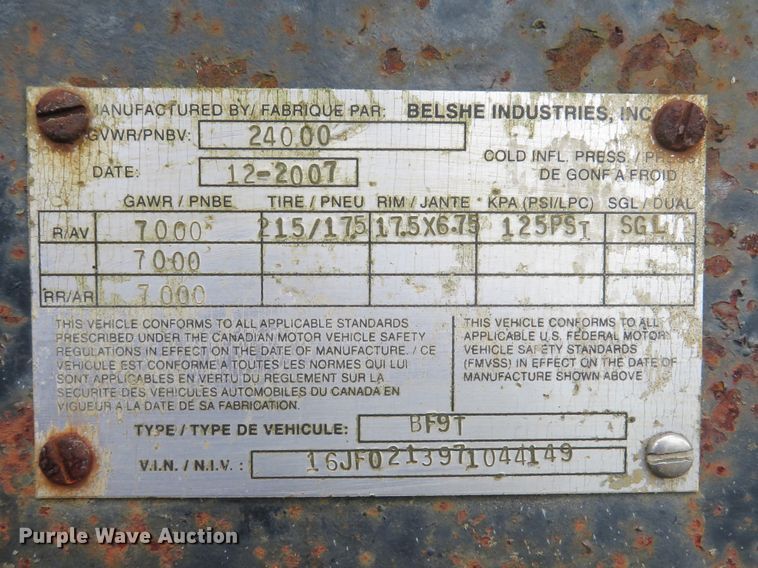 MANUFACTURED BY/ FABRIQUE PAR: BELSHE INDUSTRIES, INC
GVWR/PNBV: 24000
COLD INFL. PRESS. / PRESS
DATE: 12-2007 DE GONF A FROID
GAWR / PNBE TIRE / PNEU RIM / JANTE KPA (PSI/LPC) SGL / DUAL
R/AV 7000 215/17.5 17.5X6.75 125PSI SGL
7000
RR/AR 7000
THIS VEHICLE CONFORMS TO ALL APPLICABLE STANDARDS
PRESCRIBED UNDER THE CANADIAN MOTOR VEHICLE SAFETY
REGULATIONS IN EFFECT ON THE DATE OF MANUFACTURE. / CE
VEHICULE EST CONFORME A TOUTES LES NORMES QUI LUI
SONT APPLICABLES EN VERTU DU REGLEMENT SUR LA
SECURITE DES VEHICULES AUTOMOBILES DU CANADA EN
VIGUEUR A LA DATE DE SA FABRICATION.
THIS VEHICLE CONFORMS TO ALL
APPLICABLE U.S. FEDERAL MOTOR
VEHICLE SAFETY STANDARDS
(FMVSS) IN EFFECT ON THE DATE OF
MANUFACTURE SHOWN ABOVE
TYPE / TYPE DE VEHICULE: BF9T
V.I.N. / N.I.V. : 16JF0213971044149
Purple Wave Auction